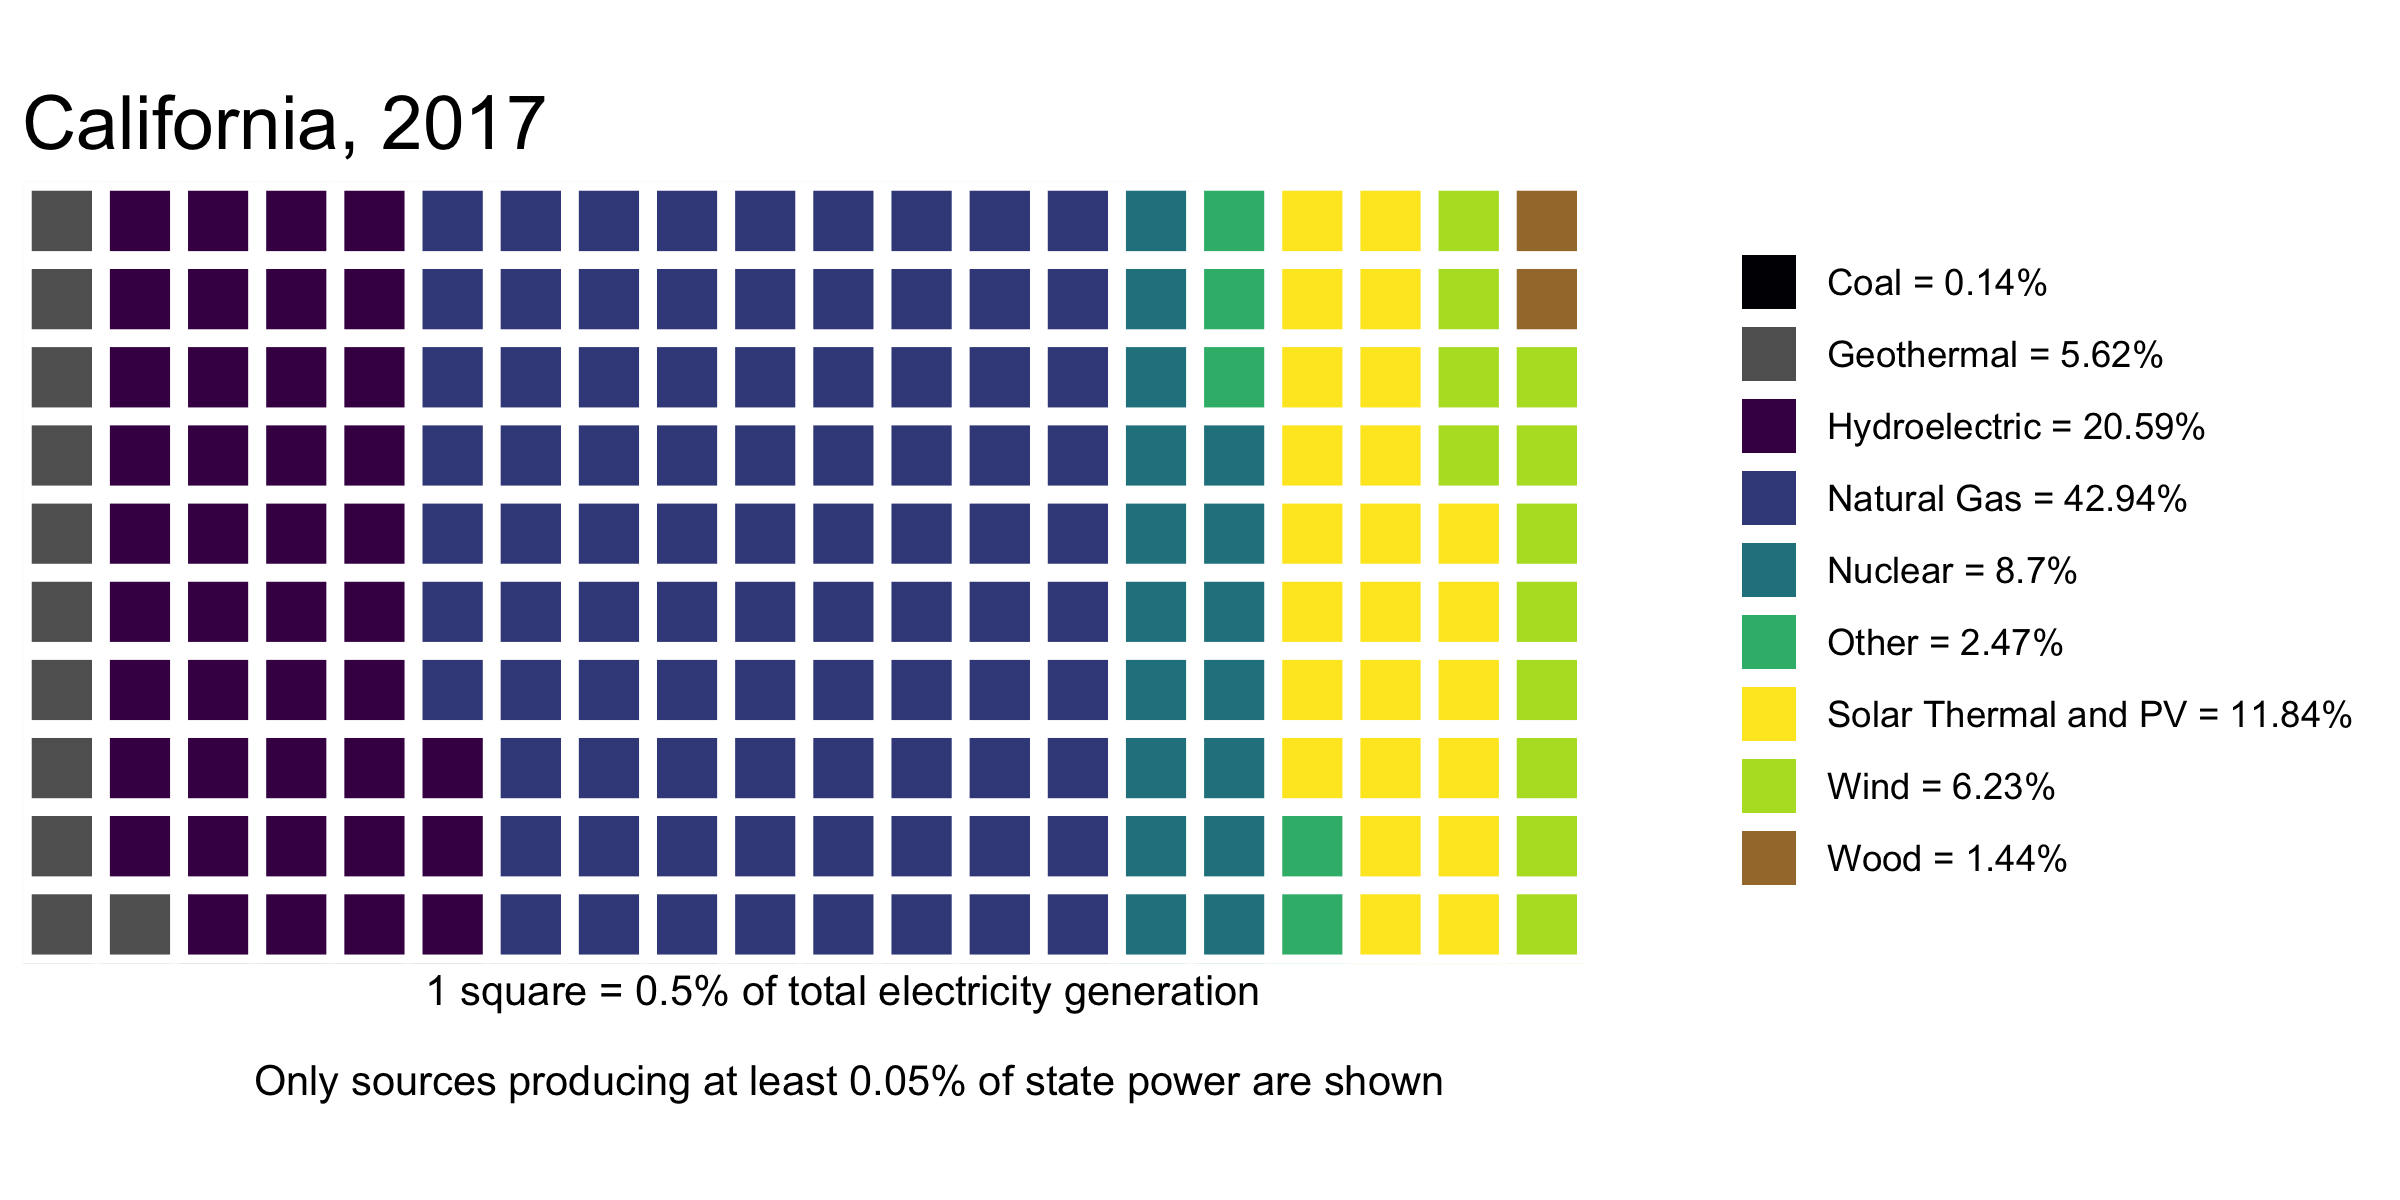 California, 2017
Coal = 0.14%
Geothermal = 5.62%
Hydroelectric = 20.59%
Natural Gas = 42.94%
Nuclear = 8.7%
Other = 2.47%
Solar Thermal and PV = 11.84%
Wind = 6.23%
Wood = 1.44%
1 square = 0.5% of total electricity generation
Only sources producing at least 0.05% of state power are shown